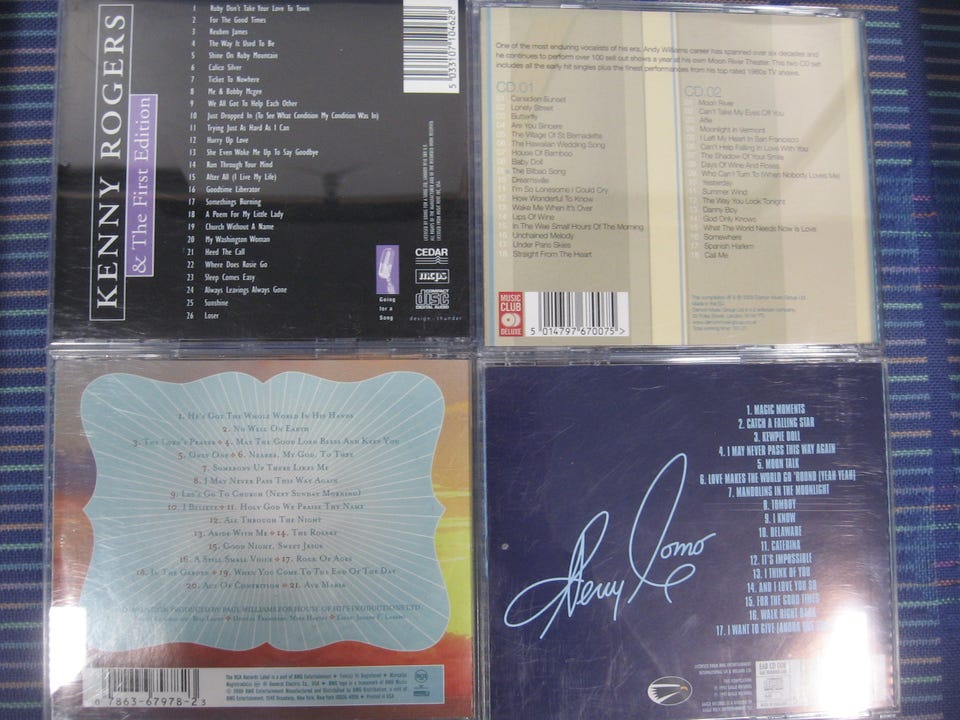 KENNY ROGERS
& The First Edition
1 Ruby Don't Take Your Love To Town
2 For The Good Times
3 Reuben James
4 The Way It Used To Be
5 Shine On Ruby Mountain
6 Calico Silver
7 Ticket To Nowhere
8 Me & Bobby Mcgee
9 We All Got To Help Each Other
10 Just Dropped In (To See What Condition My Condition Was In)
11 Trying Just As Hard As I Can
12 Hurry Up Love
13 She Even Woke Me Up To Say Goodbye
14 Run Through Your Mind
15 After All (I Live My Life)
16 Goodtime Liberator
17 Somethings Burning
18 A Poem For My Little Lady
19 Church Without A Name
20 My Washington Woman
21 Heed The Call
22 Where Does Rosie Go
23 Sleep Comes Easy
24 Always Leavings Always Gone
25 Sunshine
26 Loser
5 033107 104628
Going
for a
Song
CEDAR
mcps
COMPACT
disc
DIGITAL AUDIO
design: thunder
One of the most enduring vocalists of his era, Andy Williams career has spanned over six decades and
he continues to perform over 100 sell out shows a year at his own Moon River Theater. This two CD set
includes all the early hit singles plus the finest performances from his top rated 1960s TV shows.
CD.01
Canadian Sunset
Lonely Street
Butterfly
Are You Sincere
The Village Of St Bernadette
The Hawaiian Wedding Song
House Of Bamboo
Baby Doll
The Bilbao Song
Dreamsville
I'm So Lonesome I Could Cry
How Wonderful To Know
Wake Me When It's Over
Lips Of Wine
In The Wee Small Hours Of The Morning
Unchained Melody
Under Paris Skies
Straight From The Heart
CD.02
Moon River
Can't Take My Eyes Off You
Alfie
Moonlight in Vermont
I Left My Heart In San Francisco
Can't Help Falling In Love With You
The Shadow Of Your Smile
Days Of Wine And Roses
Who Can I Turn To (When Nobody Loves Me)
Yesterday
Summer Wind
The Way You Look Tonight
Danny Boy
God Only Knows
What The World Needs Now Is Love
Somewhere
Spanish Harlem
Call Me
MUSIC
CLUB
DELUXE
5 014797 670075 >
1. He's Got The Whole World In His Hands
2. No Well On Earth
3. The Lord's Prayer 4. May The Good Lord Bless And Keep You
5. Only One 6. Nearer, My God, To Thee
7. Somebody Up There Likes Me
8. I May Never Pass This Way Again
9. Let's Go To Church (Next Sunday Morning)
10. I Believe 11. Holy God We Praise Thy Name
12. All Through The Night
13. Abide With Me 14. The Rosary
15. Good Night, Sweet Jesus
16. A Still Small Voice 17. Rock Of Ages
18. In The Garden 19. When You Come To The End Of The Day
20. Act Of Contrition 21. Ave Maria
7863-67978-2
Perry Como
1. MAGIC MOMENTS
2. CATCH A FALLING STAR
3. KEWPIE DOLL
4. I MAY NEVER PASS THIS WAY AGAIN
5. MOON TALK
6. LOVE MAKES THE WORLD GO 'ROUND (YEAH YEAH)
7. MANDOLINS IN THE MOONLIGHT
8. TOMBOY
9. I KNOW
10. DELAWARE
11. CATERINA
12. IT'S IMPOSSIBLE
13. I THINK OF YOU
14. AND I LOVE YOU SO
15. FOR THE GOOD TIMES
16. WALK RIGHT BACK
17. I WANT TO GIVE